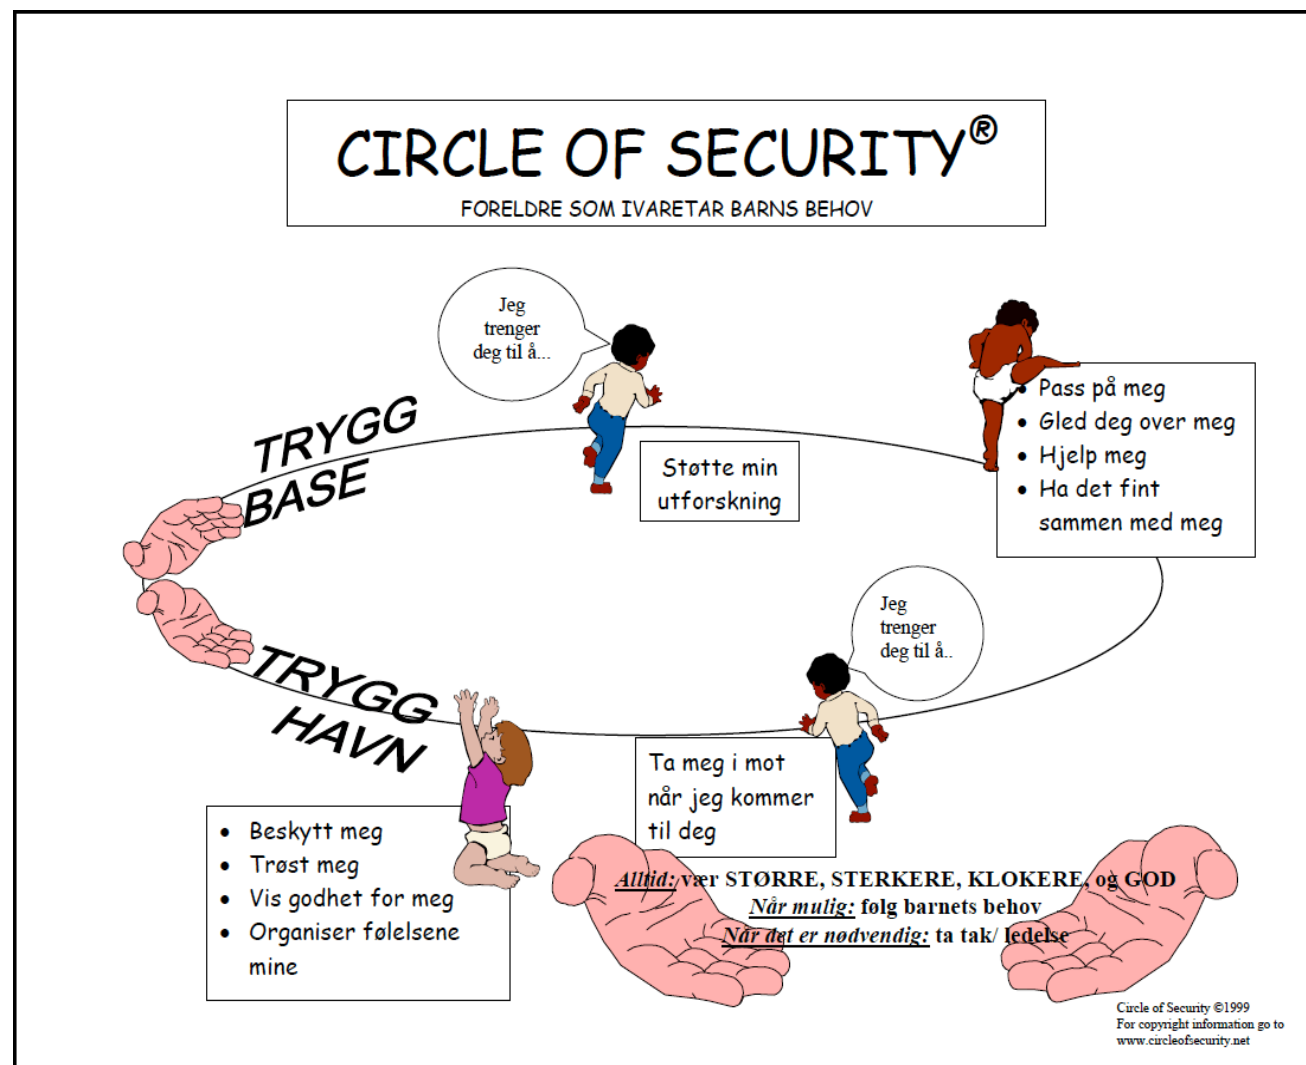 CIRCLE OF SECURITY®
FORELDRE SOM IVARETAR BARNS BEHOV
Jeg
trenger
deg til å...
TRYGG
BASE
Støtte min
utforskning
• Pass på meg
• Gled deg over meg
• Hjelp meg
• Ha det fint
sammen med meg
Jeg
trenger
deg til å..
TRYGG
HAVN
Ta meg i mot
når jeg kommer
til deg
• Beskytt meg
• Trøst meg
• Vis godhet for meg
• Organiser følelsene
mine
Alltid: vær STØRRE, STERKERE, KLOKERE, og GOD
Når mulig: følg barnets behov
Når det er nødvendig: ta tak/ ledelse
Circle of Security ©1999
For copyright information go to
www.circleofsecurity.net